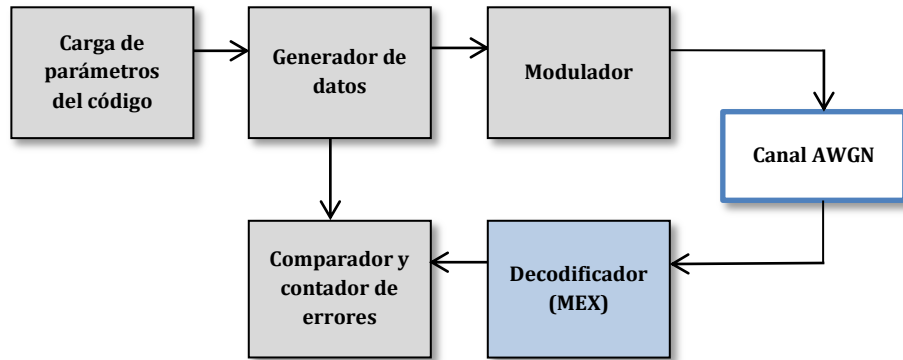 Carga de
parámetros
del código
Generador de
datos
Modulador
Canal AWGN
Comparador y
contador de
errores
Decodificador
(MEX)